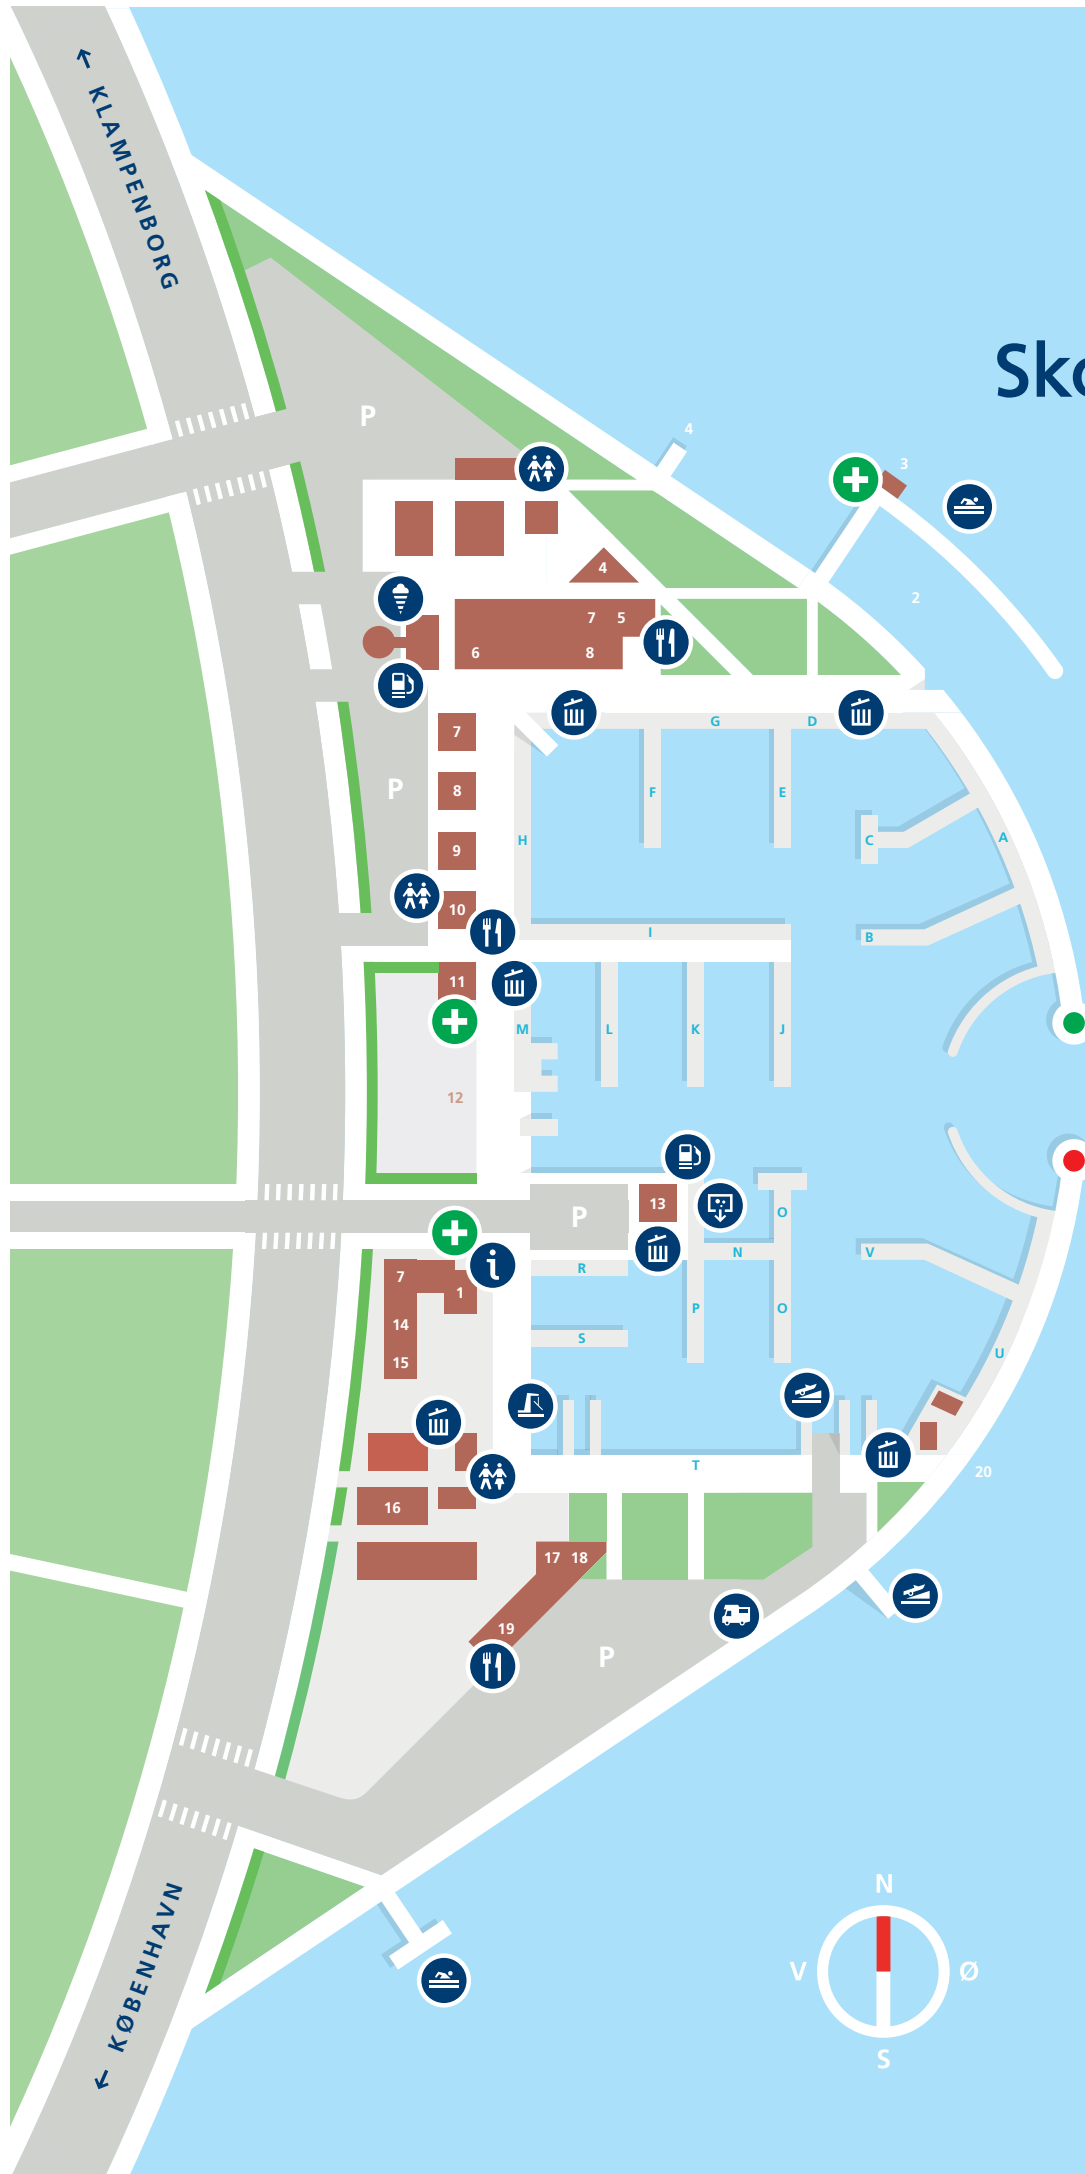 ← KLAMPENBORG
Sko
P
4
3
4
2
7 5
6 8
G D
7
P
8
F E
9
H
C A
10
I
B
11
M L K J
12
13
P
O
N
V
R
7
1
P
O
14
S
15
U
T
20
16
17 18
19
P
← KØBENHAVN
N
V Ø
S